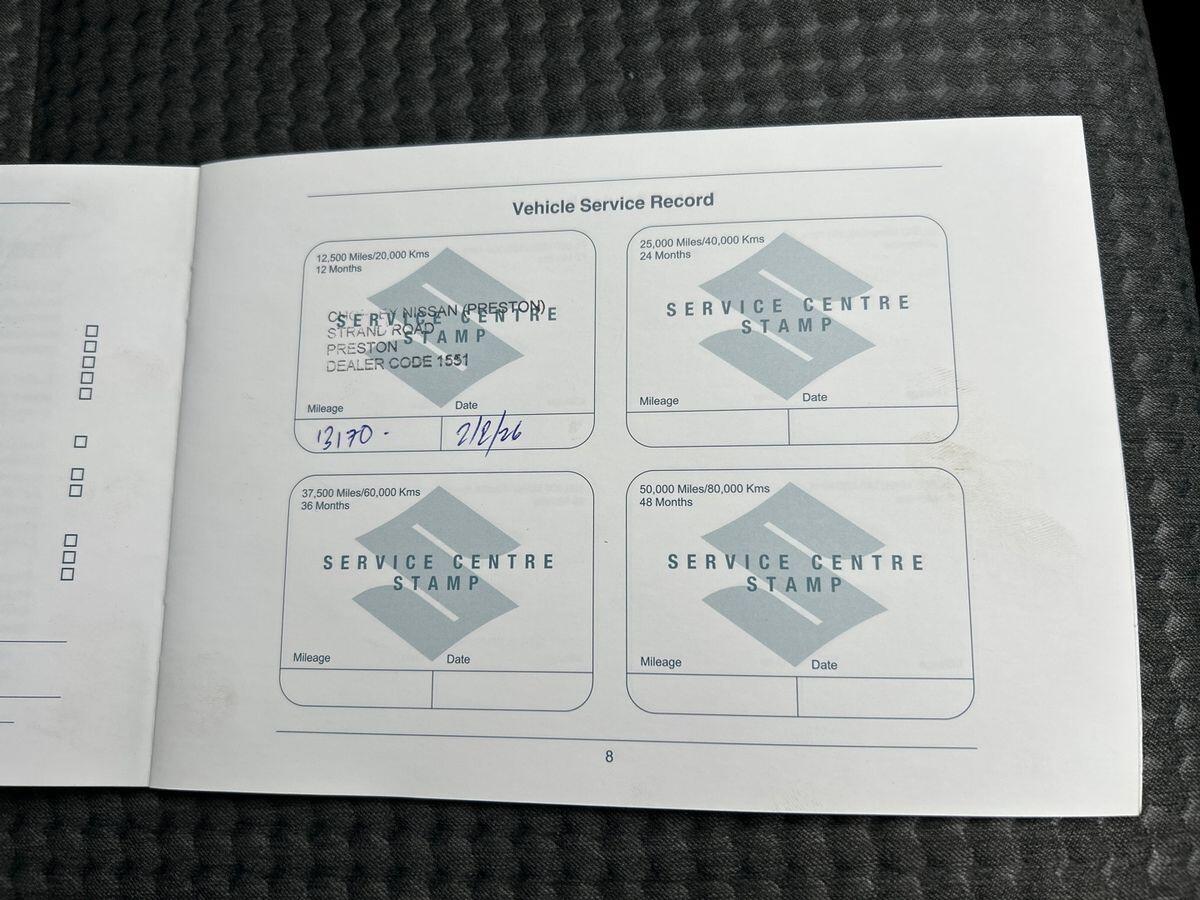 Vehicle Service Record
12,500 Miles/20,000 Kms
12 Months
NISSAN (PRESTON)
STRAND ROAD
PRESTON
DEALER CODE 1551
SERVICE CENTRE
STAMP
Mileage
Date
13170 -
2/2/26
25,000 Miles/40,000 Kms
24 Months
SERVICE CENTRE
STAMP
Mileage
Date
37,500 Miles/60,000 Kms
36 Months
SERVICE CENTRE
STAMP
Mileage
Date
50,000 Miles/80,000 Kms
48 Months
SERVICE CENTRE
STAMP
Mileage
Date
8